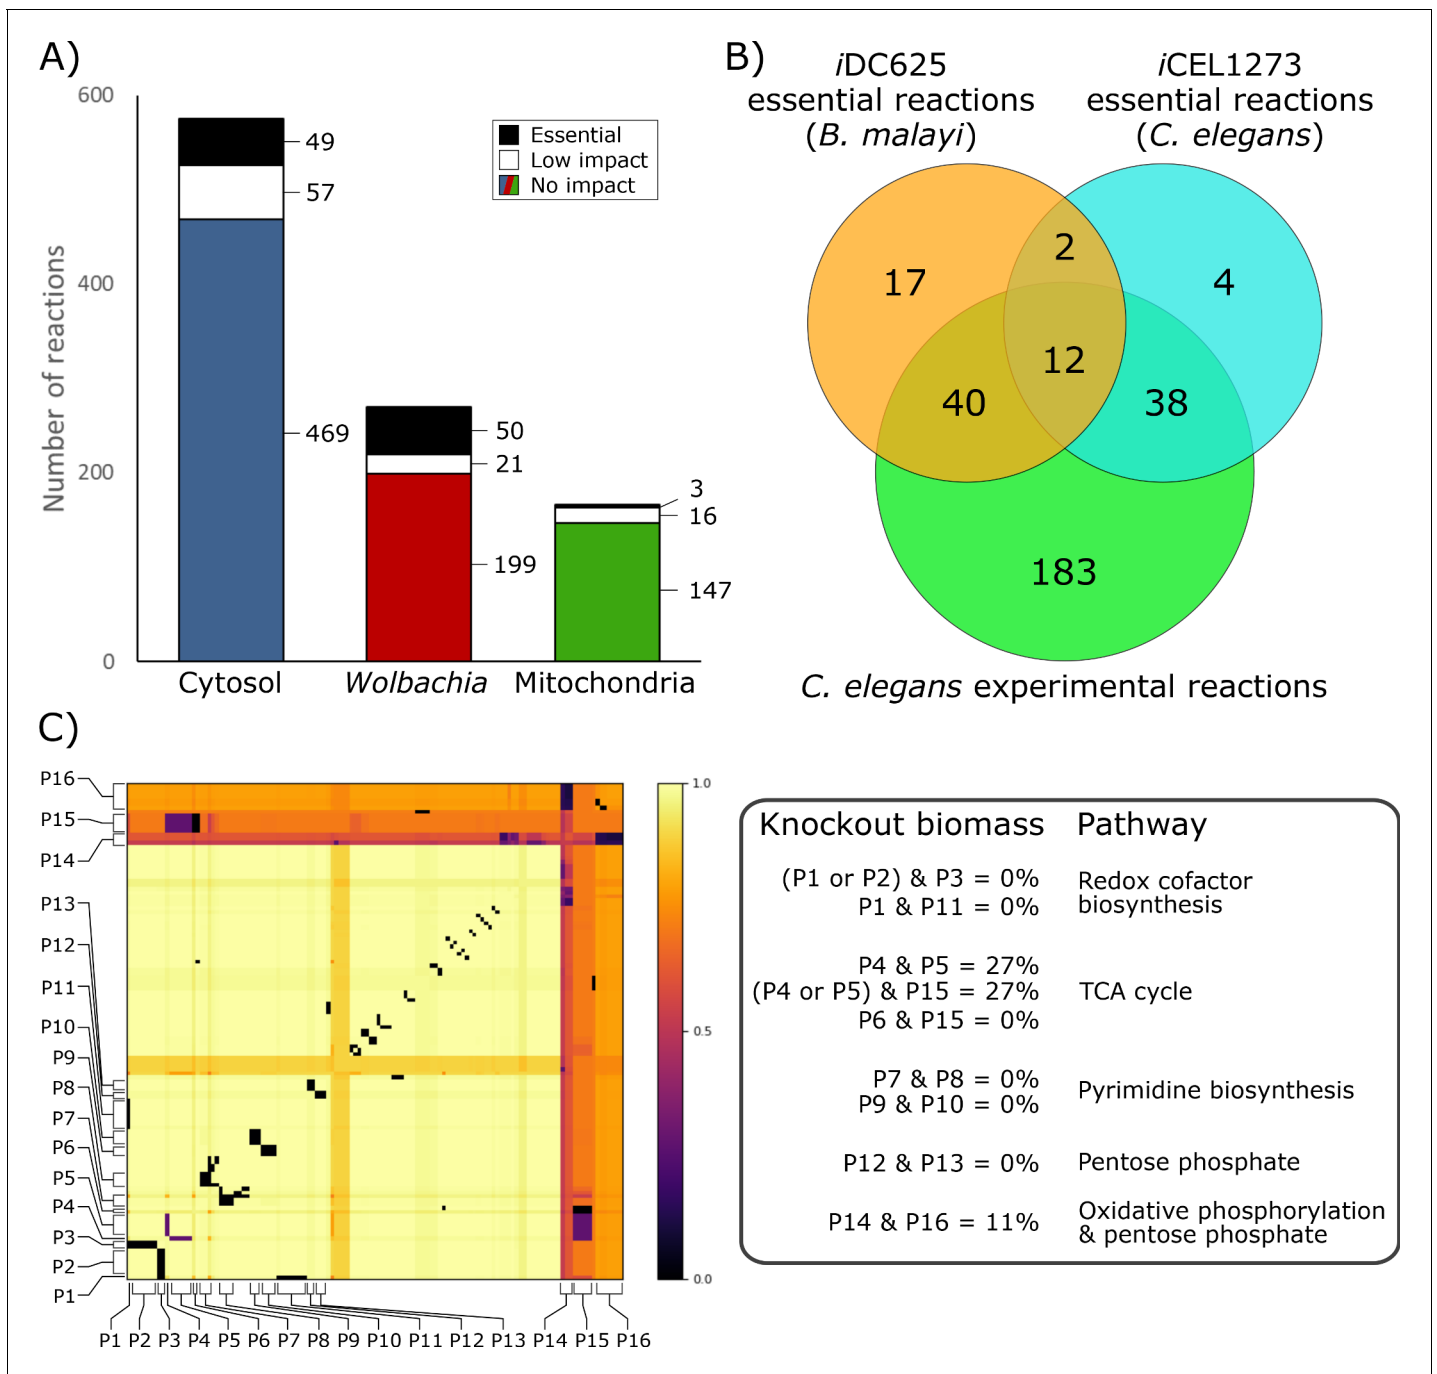 A)
600
400
200
0
Number of reactions
49
57
469
50
21
199
3
16
147
Essential
Low impact
No impact
Cytosol
Wolbachia
Mitochondria
B)
iDC625
essential reactions
(B. malayi)
iCEL1273
essential reactions
(C. elegans)
17
2
4
12
40
38
183
C. elegans experimental reactions
C)
P16
P15
P14
P13
P12
P11
P10
P9
P8
P7
P6
P5
P4
P3
P2
P1
P1 P2 P3 P4 P5 P6 P7 P8 P9 P10 P11 P12 P13 P14 P15 P16
1.0
0.5
0.0
Knockout biomass Pathway
(P1 or P2) & P3 = 0%
P1 & P11 = 0%
Redox cofactor
biosynthesis
P4 & P5 = 27%
(P4 or P5) & P15 = 27%
P6 & P15 = 0%
TCA cycle
P7 & P8 = 0%
P9 & P10 = 0%
Pyrimidine biosynthesis
P12 & P13 = 0%
Pentose phosphate
P14 & P16 = 11%
Oxidative phosphorylation
& pentose phosphate